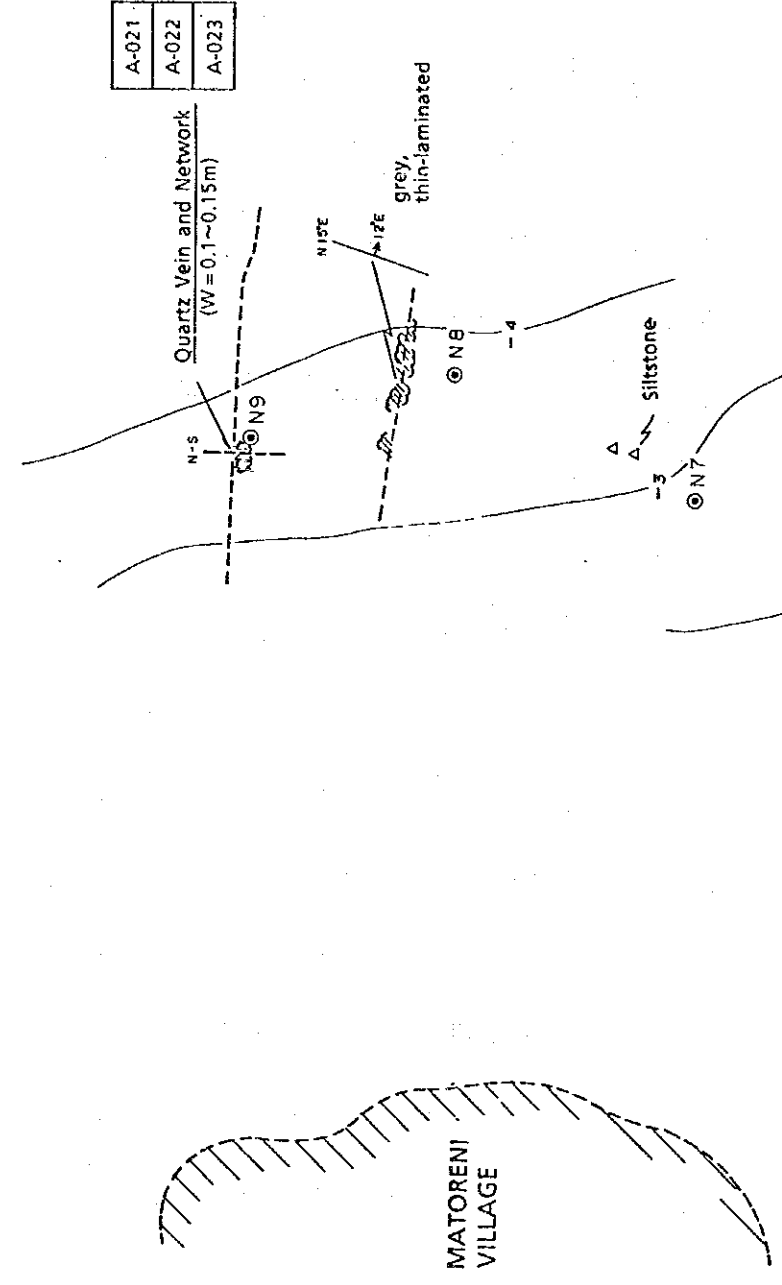 A-021
A-022
A-023
Quartz Vein and Network
(W = 0.1~0.15m)
N-S
N9
N15°E
12°E
grey,
thin-laminated
N8
-4
Siltstone
-3
N7
MATORENI
VILLAGE